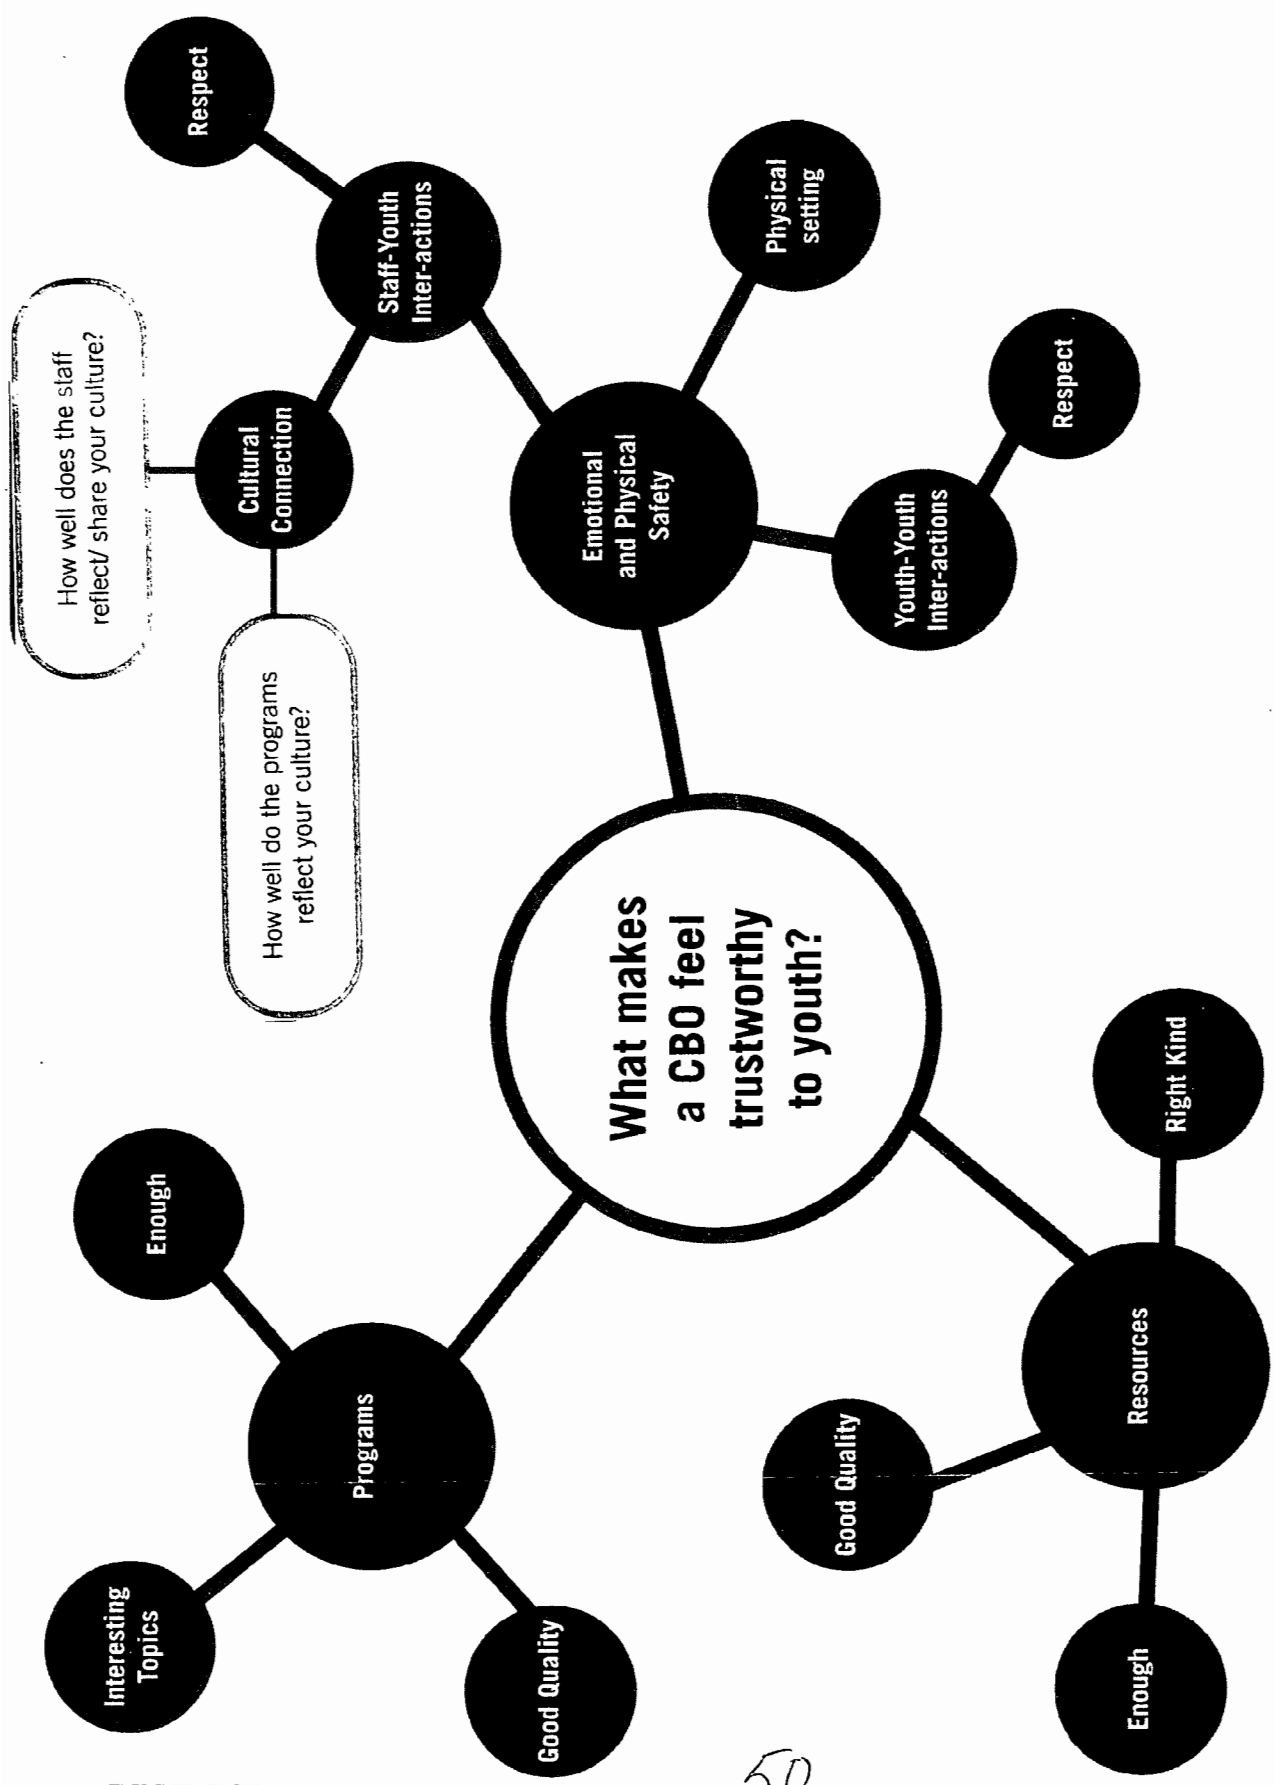 What makes
a CBO feel
trustworthy
to youth?
Programs
Interesting
Topics
Enough
Good Quality
Emotional
and Physical
Safety
Staff-Youth
Inter-actions
Respect
Cultural
Connection
How well does the staff
reflect/ share your culture?
How well do the programs
reflect your culture?
Physical
setting
Youth-Youth
Inter-actions
Respect
Resources
Good Quality
Enough
Right Kind
50